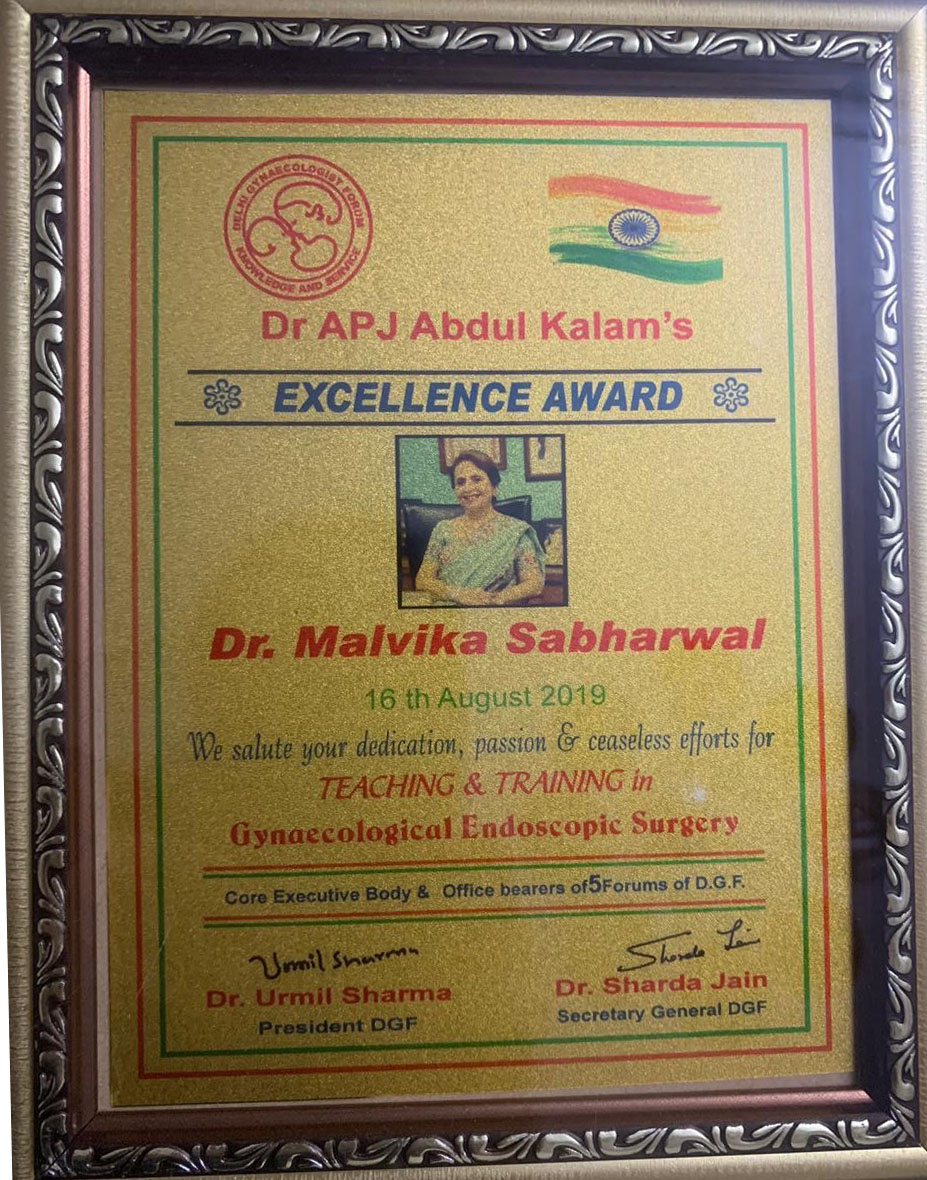 DELHI GYNAECOLOGIST FORUM
KNOWLEDGE AND SERVICE
Dr APJ Abdul Kalam's
EXCELLENCE AWARD
Dr. Malvika Sabharwal
16 th August 2019
We salute your dedication, passion & ceaseless efforts for
TEACHING & TRAINING in
Gynaecological Endoscopic Surgery
Core Executive Body & Office bearers of5Forums of D.G.F.
Urmil Sharma
Sharda Jain
Dr. Urmil Sharma
Dr. Sharda Jain
President DGF
Secretary General DGF